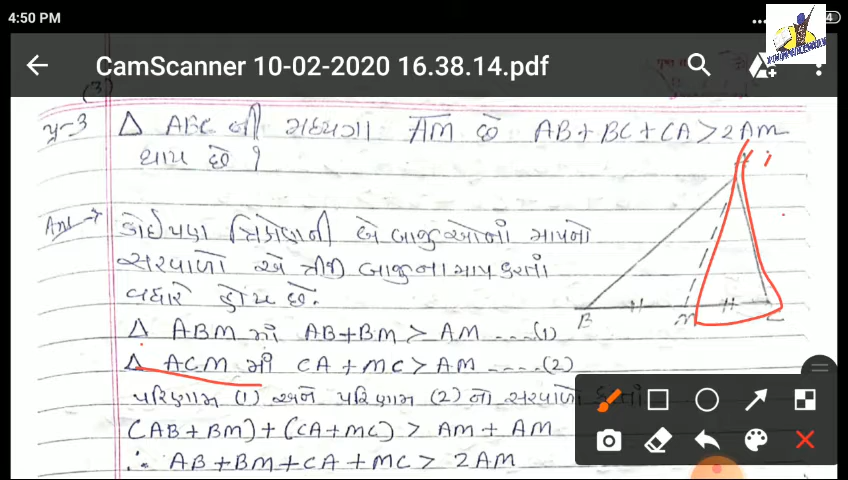 4:50 PM
CamScanner 10-02-2020 16.38.14.pdf
(3)
પ્ર-3 △ ABC ની મધ્યગા AM છે AB + BC + CA > 2AM
થાય છે ?
Ans → કોઈપણ ત્રિકોણની બે બાજુઓનાં માપનો
સરવાળો એ ત્રીજી બાજુના માપ કરતાં
વધારે હોય છે.
B M C
△ ABM માં AB + BM > AM ....(1)
△ ACM માં CA + MC > AM ....(2)
પરિણામ (1) અને પરિણામ (2) નો સરવાળો કરતાં
(AB + BM) + (CA + MC) > AM + AM
∴ AB + BM + CA + MC > 2AM